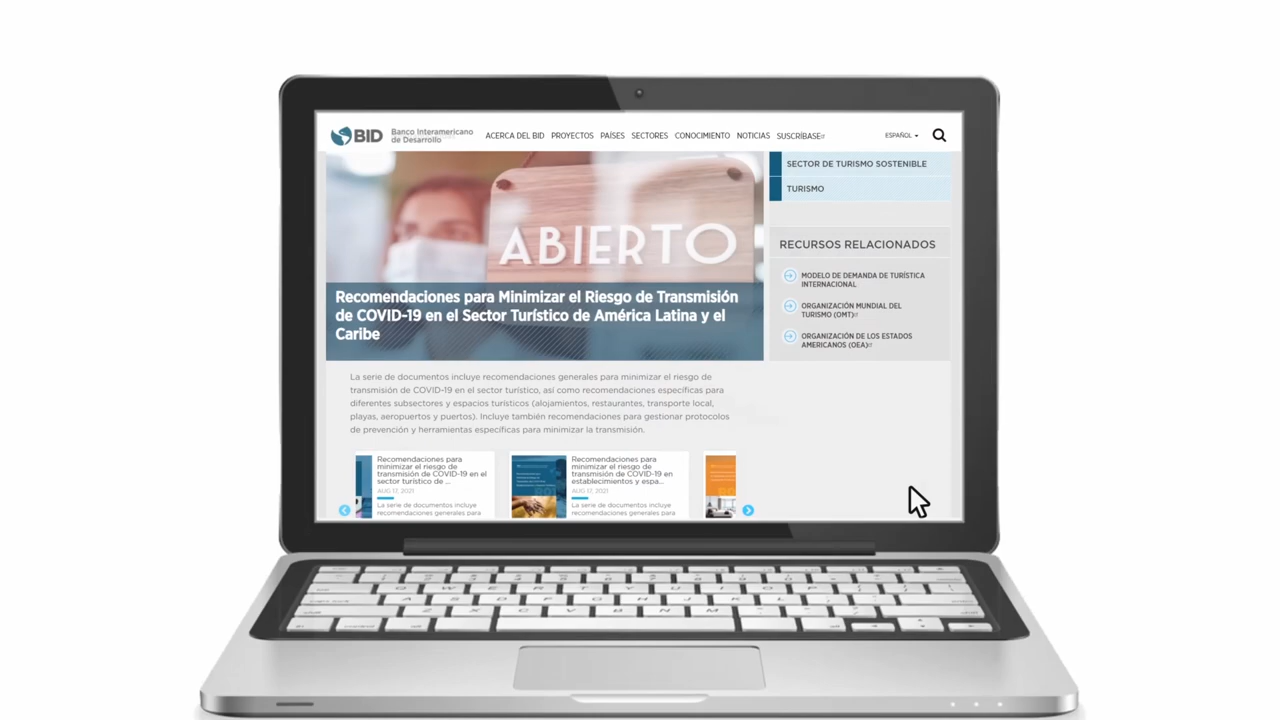 BID
Banco Interamericano
de Desarrollo
ACERCA DEL BID PROYECTOS PAÍSES SECTORES CONOCIMIENTO NOTICIAS SUSCRÍBASE
ESPAÑOL
ABIERTO
Recomendaciones para Minimizar el Riesgo de Transmisión
de COVID-19 en el Sector Turístico de América Latina y el
Caribe
SECTOR DE TURISMO SOSTENIBLE
TURISMO
RECURSOS RELACIONADOS
MODELO DE DEMANDA DE TURÍSTICA
INTERNACIONAL
ORGANIZACIÓN MUNDIAL DEL
TURISMO (OMT)
ORGANIZACIÓN DE LOS ESTADOS
AMERICANOS (OEA)
La serie de documentos incluye recomendaciones generales para minimizar el riesgo de
transmisión de COVID-19 en el sector turístico, así como recomendaciones específicas para
diferentes subsectores y espacios turísticos (alojamientos, restaurantes, transporte local,
playas, aeropuertos y puertos). Incluye también recomendaciones para gestionar protocolos
de prevención y herramientas específicas para minimizar la transmisión.
Recomendaciones para
minimizar el riesgo de
transmisión de COVID-19 en el
sector turístico de ...
AUG 17, 2021
La serie de documentos incluye
recomendaciones generales para
Recomendaciones para
minimizar el riesgo de
transmisión de COVID-19 en
establecimientos y espa...
AUG 17, 2021
La serie de documentos incluye
recomendaciones generales para